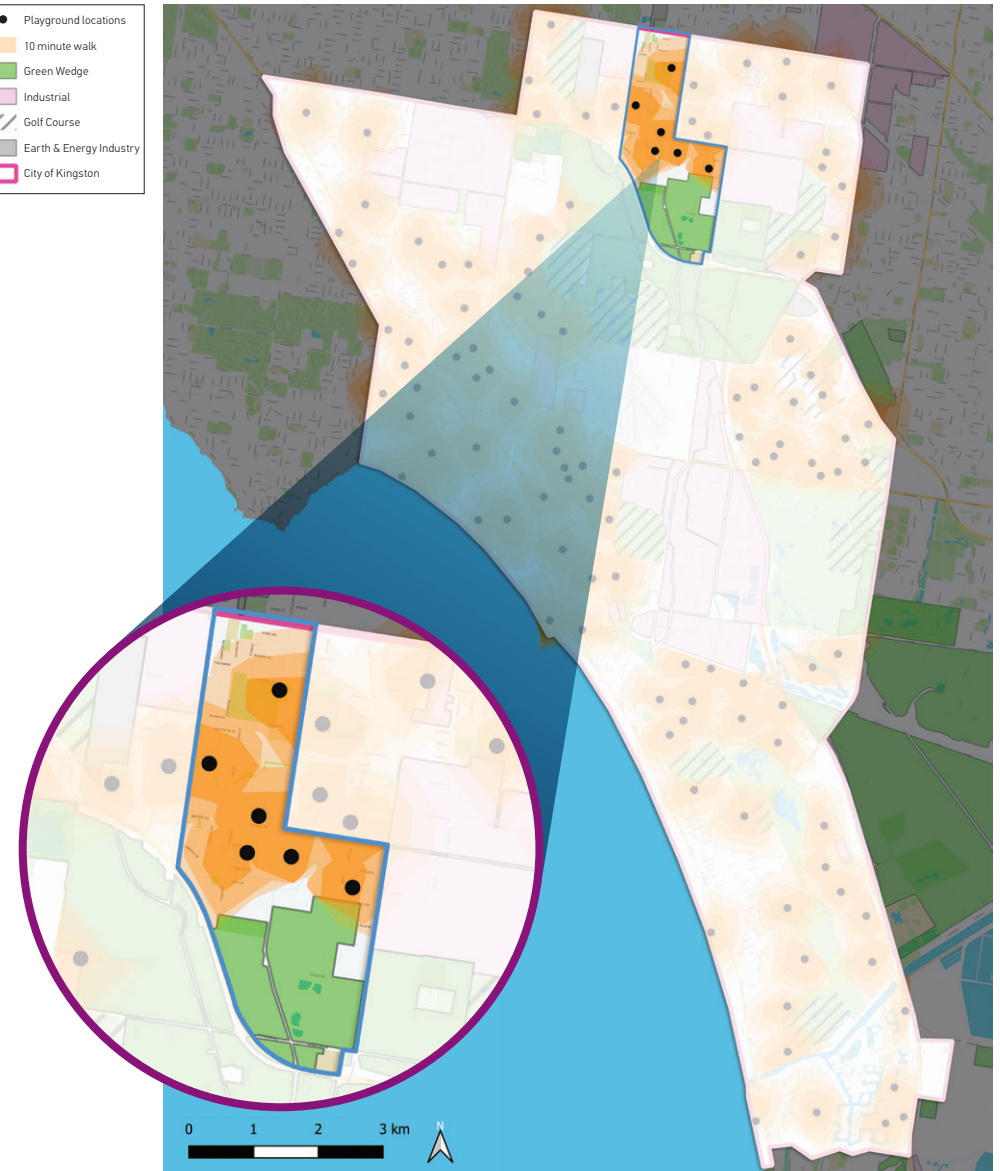 Playground locations
10 minute walk
Green Wedge
Industrial
Golf Course
Earth & Energy Industry
City of Kingston
0 1 2 3 km
N